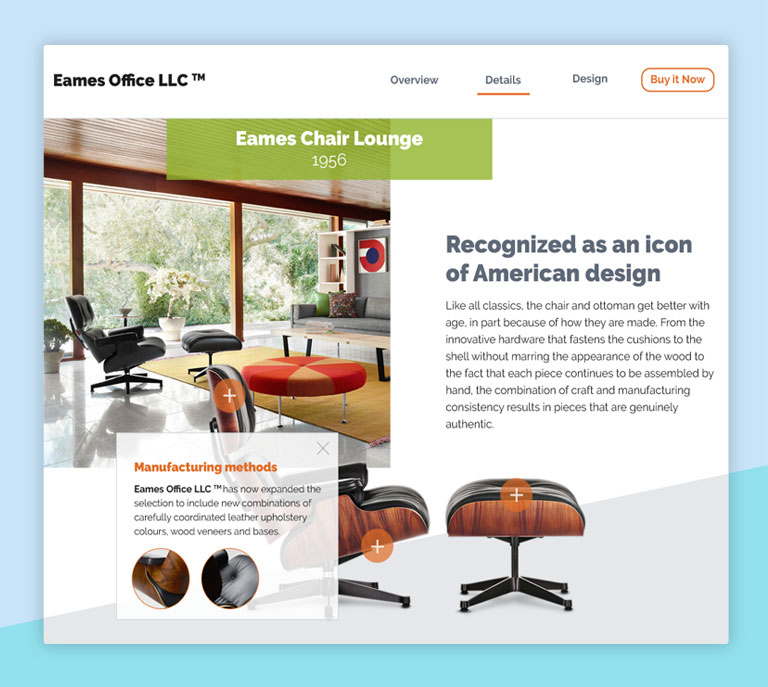 Eames Office LLC ™
Overview
Details
Design
Buy it Now
Eames Chair Lounge
1956
Recognized as an icon
of American design
Like all classics, the chair and ottoman get better with
age, in part because of how they are made. From the
innovative hardware that fastens the cushions to the
shell without marring the appearance of the wood to
the fact that each piece continues to be assembled by
hand, the combination of craft and manufacturing
consistency results in pieces that are genuinely
authentic.
Manufacturing methods
Eames Office LLC ™ has now expanded the
selection to include new combinations of
carefully coordinated leather upholstery
colours, wood veneers and bases.